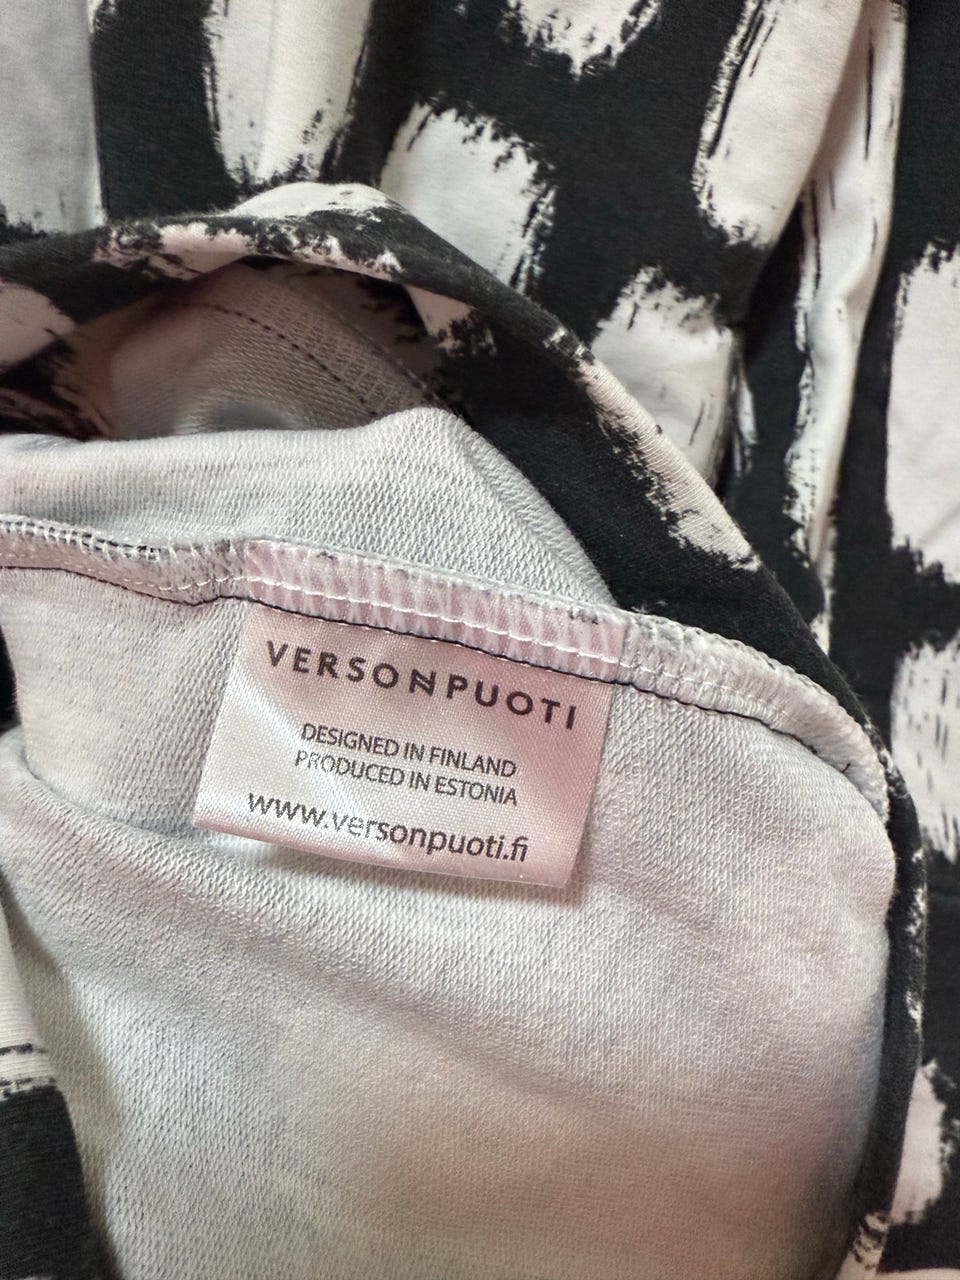 VERSONPUOTI
DESIGNED IN FINLAND
PRODUCED IN ESTONIA
www.versonpuoti.fi